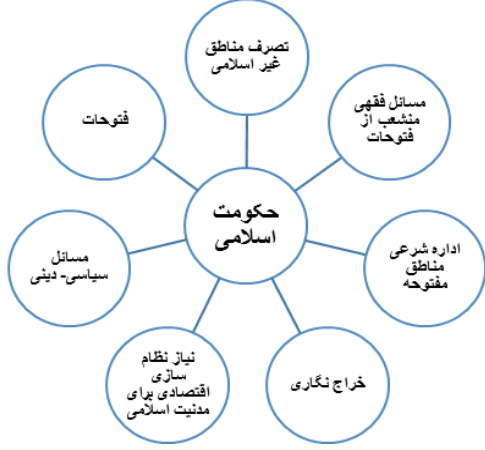 تصرف مناطق
غیر اسلامی
مسائل فقهی
منشعب از
فتوحات
فتوحات
حکومت
اسلامی
اداره شرعی
مناطق
مفتوحه
مسائل
سیاسی- دینی
نیاز نظام
سازی
اقتصادی برای
مدنیت اسلامی
خراج نگاری